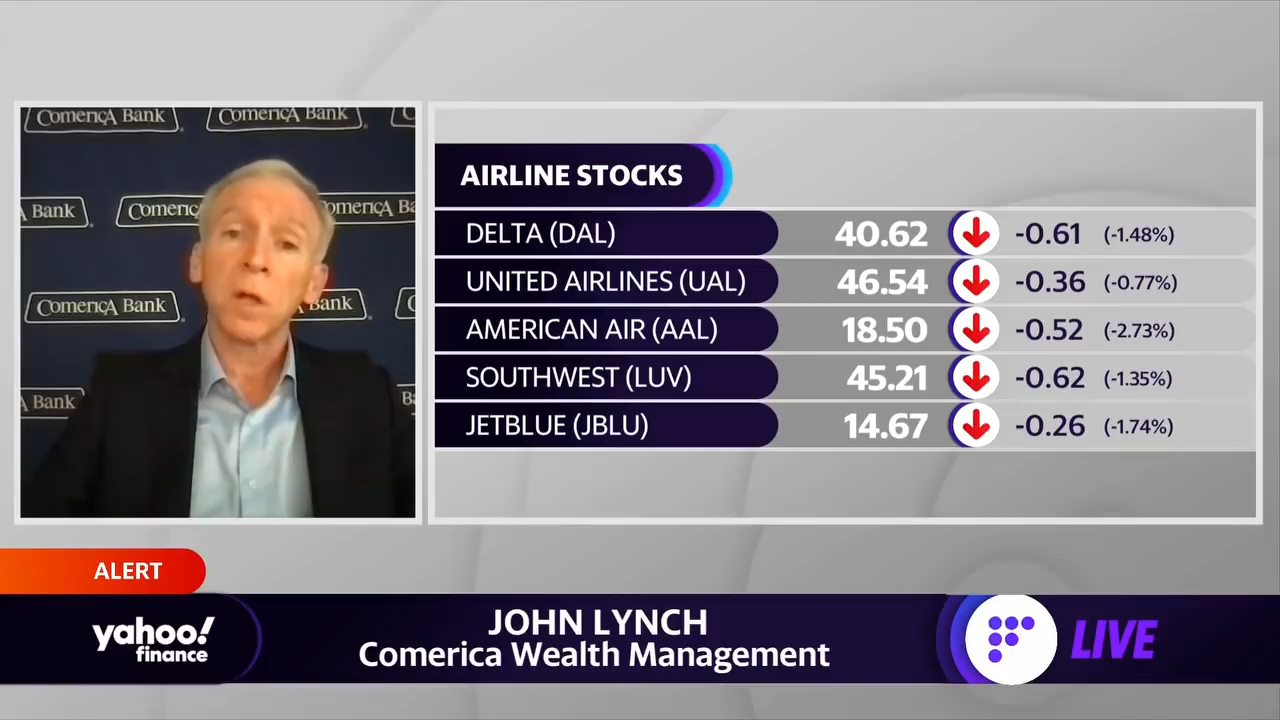 ComericA Bank
ComericA Bank
C
A Bank
Comeric
omericA Ba
ComericA Bank
Bank
C
A Bank
B
AIRLINE STOCKS
DELTA (DAL) 40.62 -0.61 (-1.48%)
UNITED AIRLINES (UAL) 46.54 -0.36 (-0.77%)
AMERICAN AIR (AAL) 18.50 -0.52 (-2.73%)
SOUTHWEST (LUV) 45.21 -0.62 (-1.35%)
JETBLUE (JBLU) 14.67 -0.26 (-1.74%)
ALERT
yahoo!
finance
JOHN LYNCH
Comerica Wealth Management
LIVE